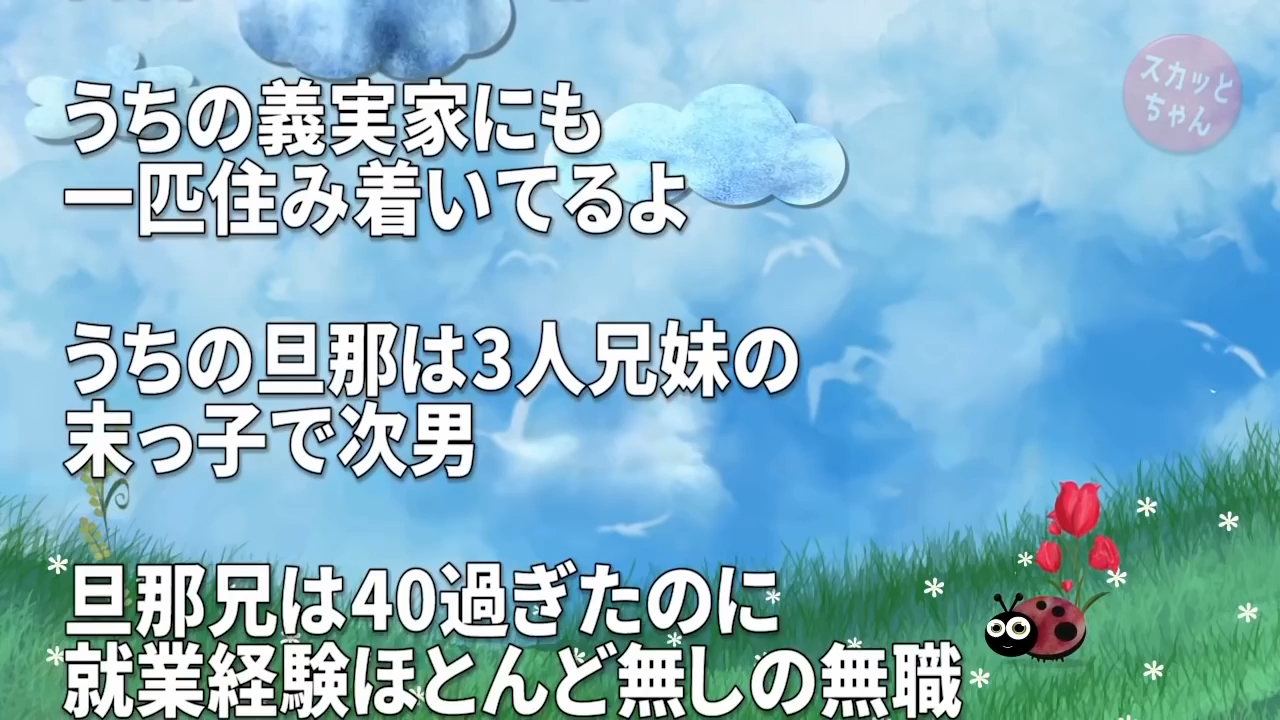 スカッと
ちゃん
うちの義実家にも
一匹住み着いてるよ
うちの旦那は3人兄妹の
末っ子で次男
旦那兄は40過ぎたのに
就業経験ほとんど無しの無職